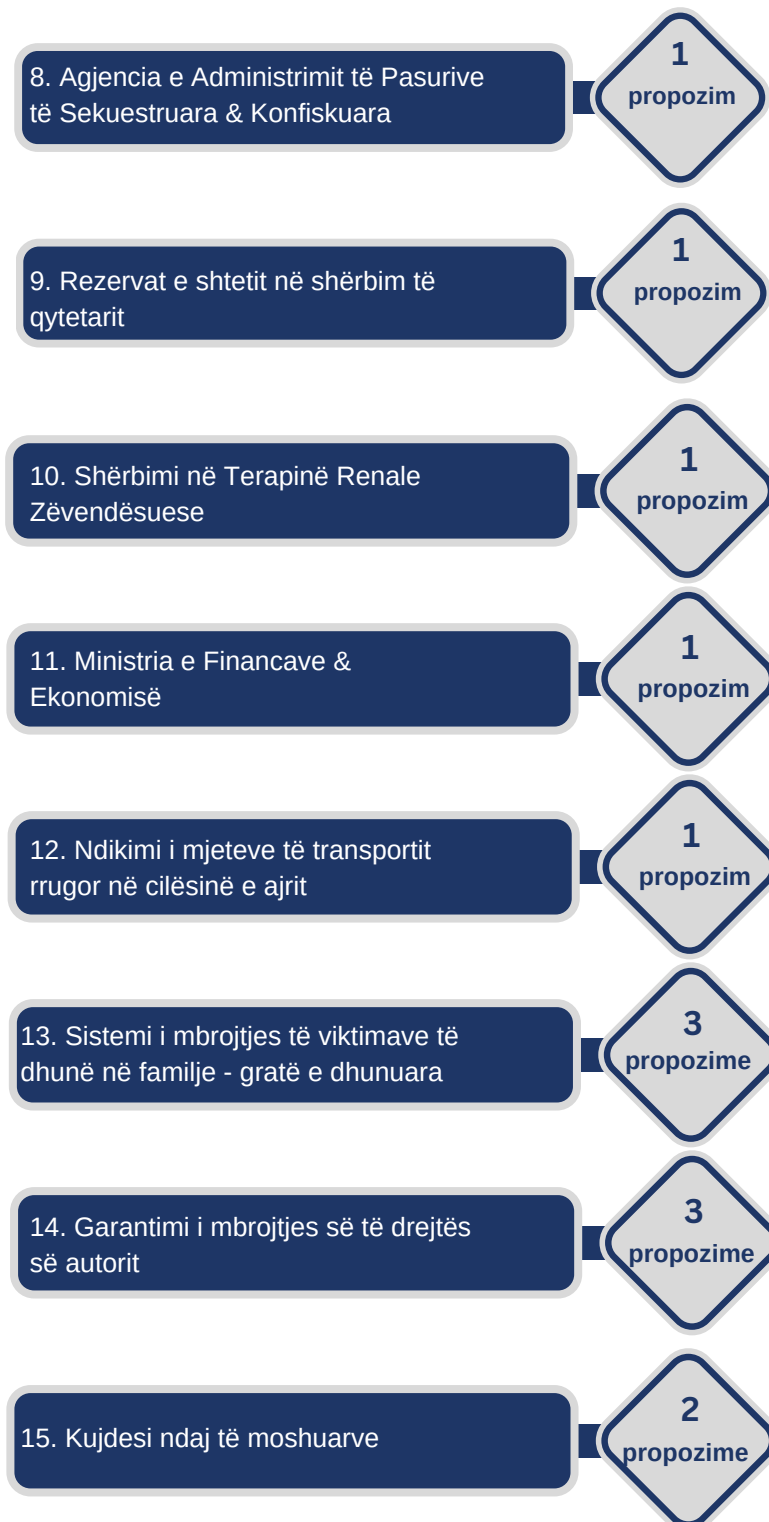 8. Agjencia e Administrimit të Pasurive
të Sekuestruara & Konfiskuara
1
propozim
9. Rezervat e shtetit në shërbim të
qytetarit
1
propozim
10. Shërbimi në Terapinë Renale
Zëvendësuese
1
propozim
11. Ministria e Financave &
Ekonomisë
1
propozim
12. Ndikimi i mjeteve të transportit
rrugor në cilësinë e ajrit
1
propozim
13. Sistemi i mbrojtjes të viktimave të
dhunë në familje - gratë e dhunuara
3
propozime
14. Garantimi i mbrojtjes së të drejtës
së autorit
3
propozime
15. Kujdesi ndaj të moshuarve
2
propozime